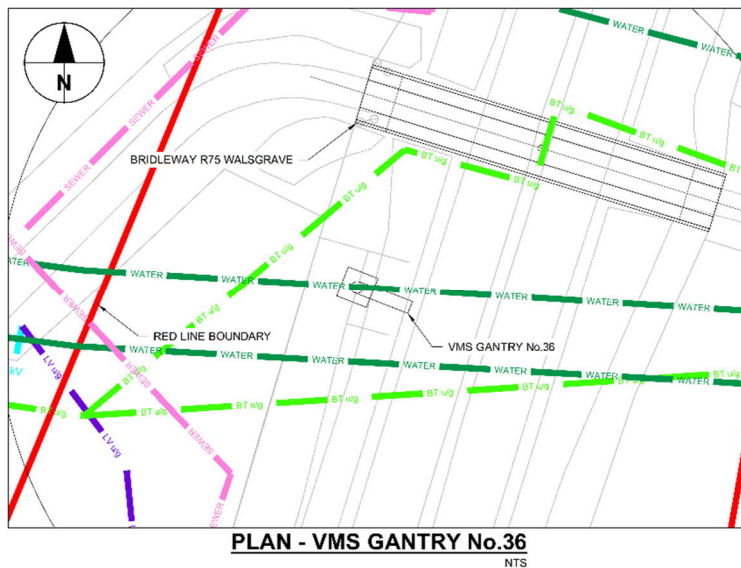 WATER
WATER
SEWER
SEWER
N
BT u/g
BT u/g
BT u/g
BRIDLEWAY R75 WALSGRAVE
BT u/g
BT u/g
SEWER
BT u/g
SEWER
WATER
WATER
WATER
WATER
WATER
WATER
WATER
WATER
BT u/g
RED LINE BOUNDARY
VMS GANTRY No.36
WATER
WATER
WATER
WATER
WATER
WATER
WATER
kV
LV u/g
SEWER
BT u/g
BT u/g
BT u/g
BT u/g
BT u/g
BT u/g
BT u/g
LV u/g
SEWER
SEWER
PLAN - VMS GANTRY No.36
NTS